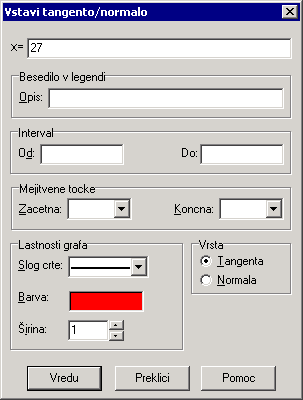 Vstavi tangento/normalo
x= 27
Besedilo v legendi
Opis:
Interval
Od: Do:
Mejitvene tocke
Zacetna: Koncna:
Lastnosti grafa Vrsta
Slog crte: Tangenta
Barva: Normala
Širina: 1
Vredu Preklici Pomoc